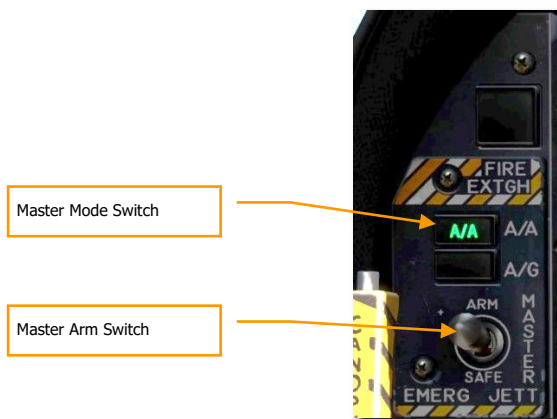 FIRE
EXTGH
Master Mode Switch
A/A A/A
A/G
ARM
MASTER
Master Arm Switch
SAFE
EMERG JETT